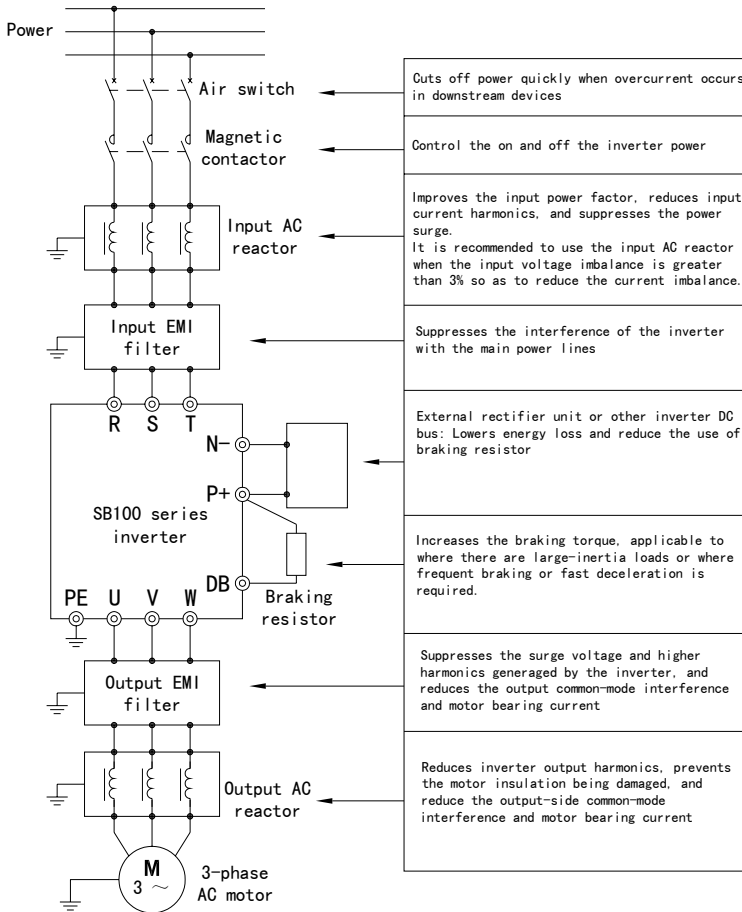 Power
Air switch
Cuts off power quickly when overcurrent occurs
in downstream devices
Magnetic
contactor
Control the on and off the inverter power
Input AC
reactor
Improves the input power factor, reduces input
current harmonics, and suppresses the power
surge.
It is recommended to use the input AC reactor
when the input voltage imbalance is greater
than 3% so as to reduce the current imbalance.
Input EMI
filter
Suppresses the interference of the inverter
with the main power lines
R S T
N-
P+
External rectifier unit or other inverter DC
bus: Lowers energy loss and reduce the use of
braking resistor
SB100 series
inverter
DB
Braking
resistor
Increases the braking torque, applicable to
where there are large-inertia loads or where
frequent braking or fast deceleration is
required.
PE U V W
Output EMI
filter
Suppresses the surge voltage and higher
harmonics generaged by the inverter, and
reduces the output common-mode interference
and motor bearing current
Output AC
reactor
Reduces inverter output harmonics, prevents
the motor insulation being damaged, and
reduce the output-side common-mode
interference and motor bearing current
M
3 ~
3-phase
AC motor